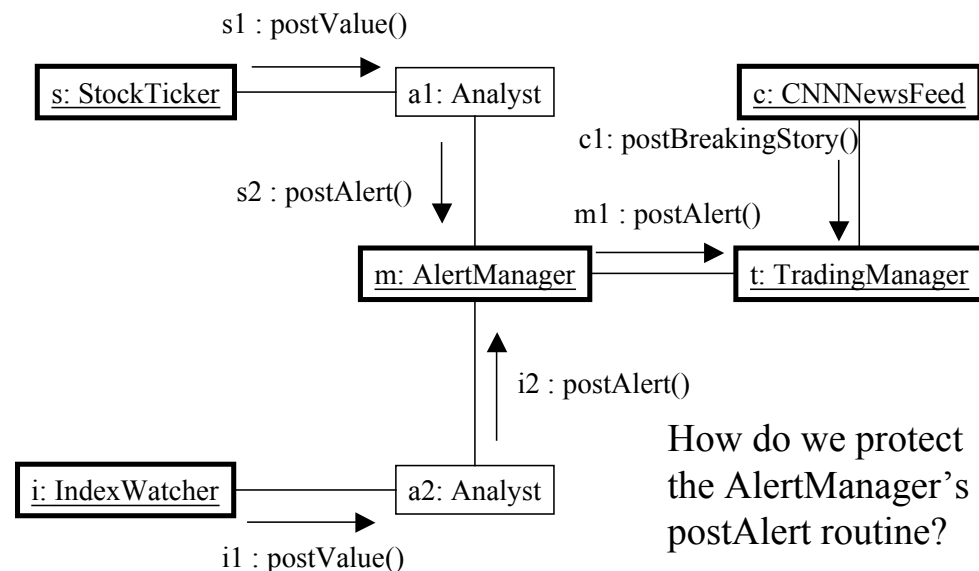 s1 : postValue()
s: StockTicker
a1: Analyst
c: CNNNewsFeed
c1: postBreakingStory()
s2 : postAlert()
m1 : postAlert()
m: AlertManager
t: TradingManager
i2 : postAlert()
How do we protect
the AlertManager’s
postAlert routine?
i: IndexWatcher
a2: Analyst
i1 : postValue()